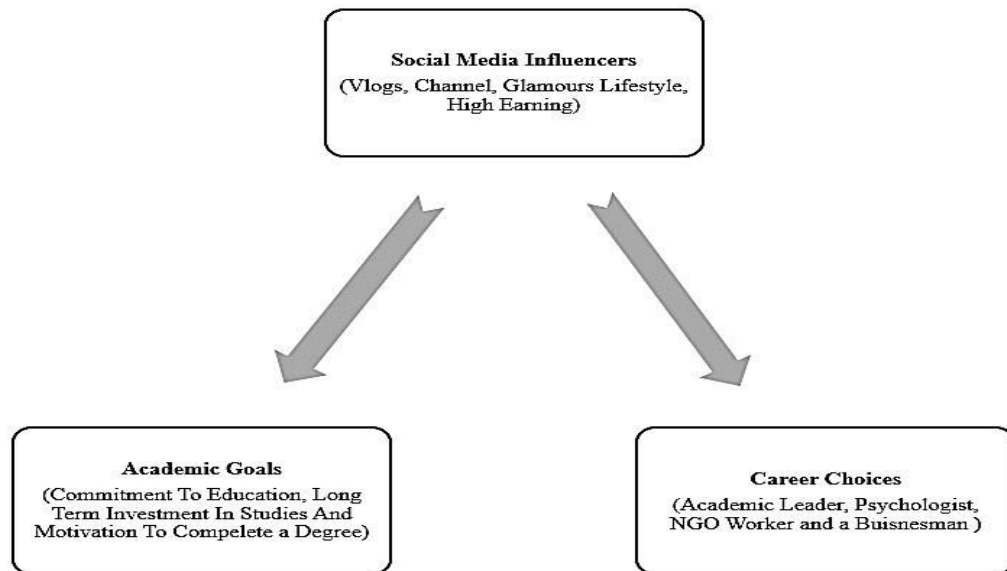 Social Media Influencers
(Vlogs, Channel, Glamours Lifestyle,
High Earning)
Academic Goals
(Commitment To Education, Long
Term Investment In Studies And
Motivation To Compelete a Degree)
Career Choices
(Academic Leader, Psychologist,
NGO Worker and a Buisnesman )